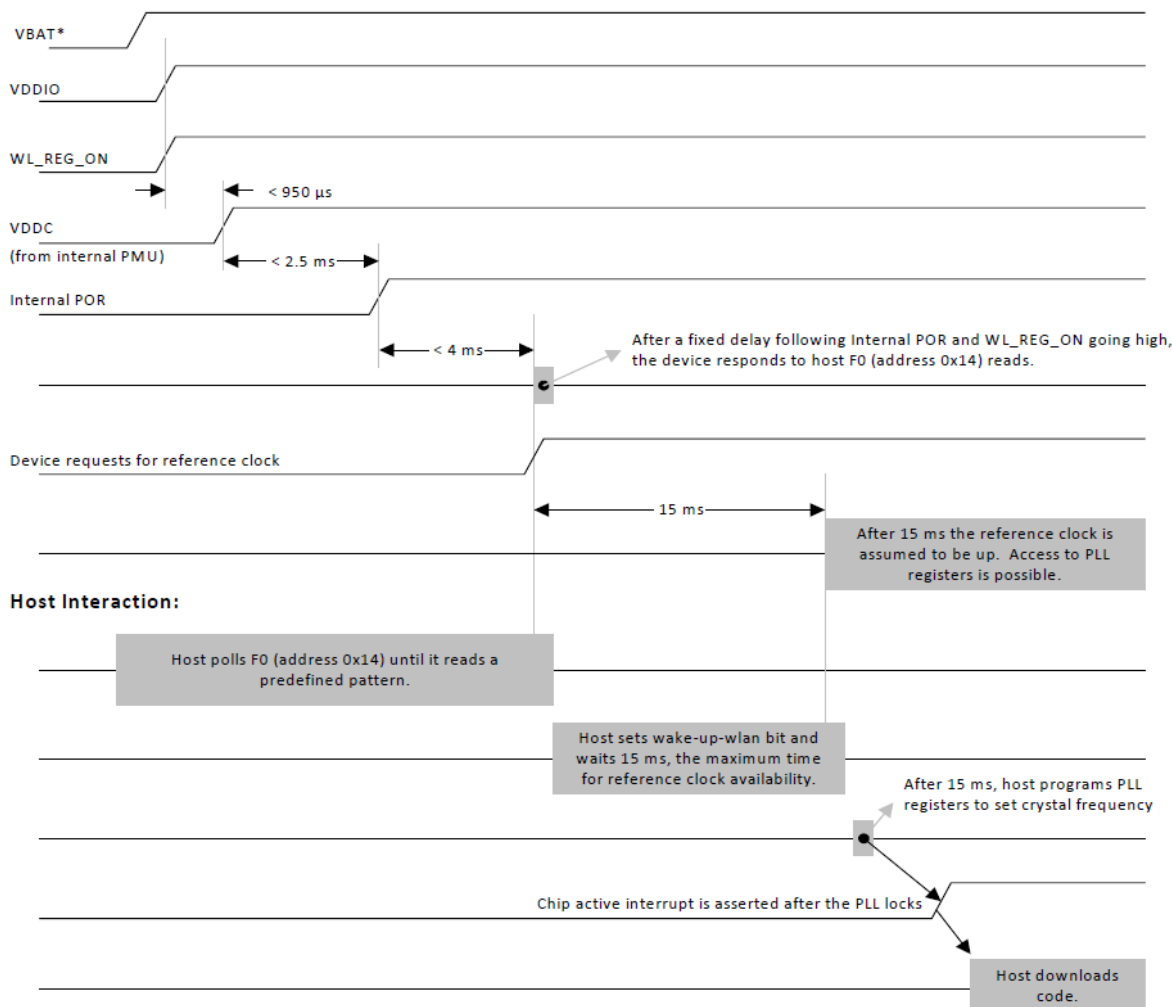 VBAT*
VDDIO
WL_REG_ON
< 950 µs
VDDC
(from internal PMU)
< 2.5 ms
Internal POR
< 4 ms
After a fixed delay following Internal POR and WL_REG_ON going high,
the device responds to host F0 (address 0x14) reads.
Device requests for reference clock
15 ms
After 15 ms the reference clock is
assumed to be up.  Access to PLL
registers is possible.
Host Interaction:
Host polls F0 (address 0x14) until it reads a
predefined pattern.
Host sets wake-up-wlan bit and
waits 15 ms, the maximum time
for reference clock availability.
After 15 ms, host programs PLL
registers to set crystal frequency
Chip active interrupt is asserted after the PLL locks
Host downloads
code.